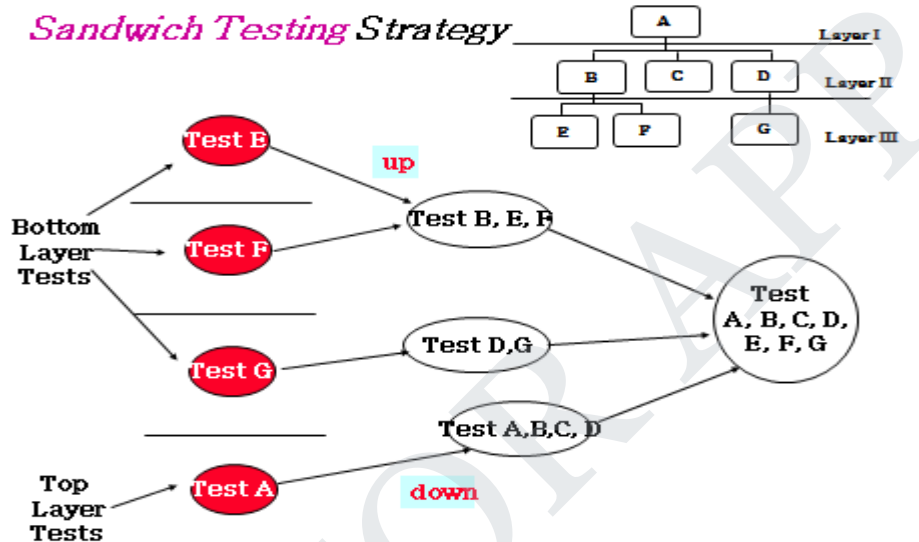 Sandwich Testing Strategy
A
Layer I
B
C
D
Layer II
E
F
G
Layer III
Test E
up
Test B, E, F
Bottom
Layer
Tests
Test F
Test
A, B, C, D,
E, F, G
Test G
Test D,G
Test A,B,C, D
Top
Layer
Tests
Test A
down